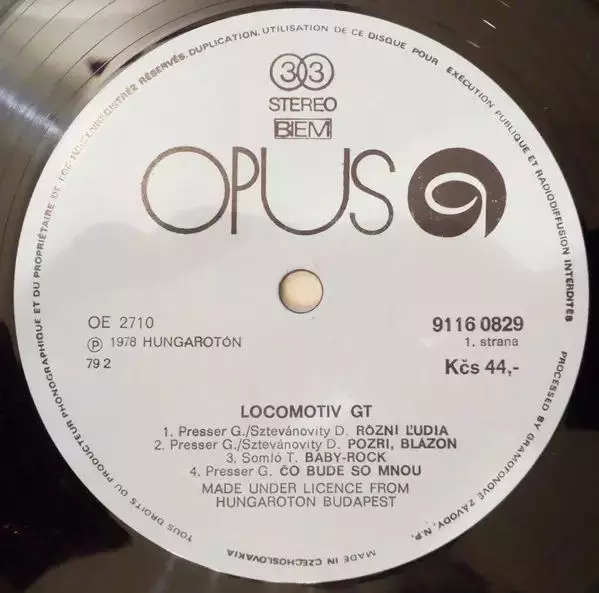 33
STEREO
BIEM
OPUS
OE 2710
℗ 1978 HUNGAROTÓN
79 2
9116 0829
1. strana
Kčs 44,-
LOCOMOTIV GT
1. Presser G./Sztevánovity D. RÔZNI ĽUDIA
2. Presser G./Sztevánovity D. POZRI, BLÁZON
3. Somló T. BABY-ROCK
4. Presser G. ČO BUDE SO MNOU
MADE UNDER LICENCE FROM
HUNGAROTON BUDAPEST
TOUS DROITS DU PRODUCTEUR PHONOGRAPHIQUE ET DU PROPRIÉTAIRE DE ENREGISTRÉE RÉSERVÉS. DUPLICATION, UTILISATION DE CE DISQUE POUR EXÉCUTION PUBLIQUE ET RADIODIFFUSION INTERDITES
PROCESSED BY GRAMOFONOVÉ ZÁVODY, N.P.
MADE IN CZECHOSLOVAKIA